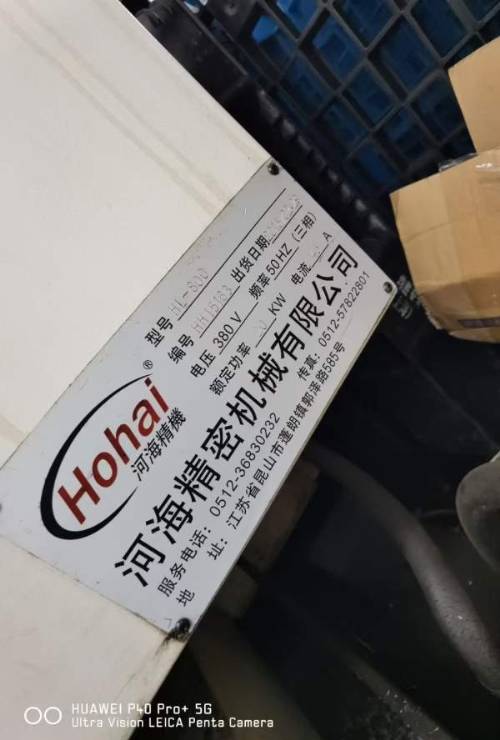 Hohai®
河海精機
型号 HL-800
编号 HH15183 出货日期
电压 380 V 频率 50HZ (三相)
额定功率 KW 电流 A
河海精密机械有限公司
服务电话: 0512-36830232 传真: 0512-57822801
地 址: 江苏省昆山市蓬朗镇郭泽路585号
HUAWEI P40 Pro+ 5G
Ultra Vision LEICA Penta Camera